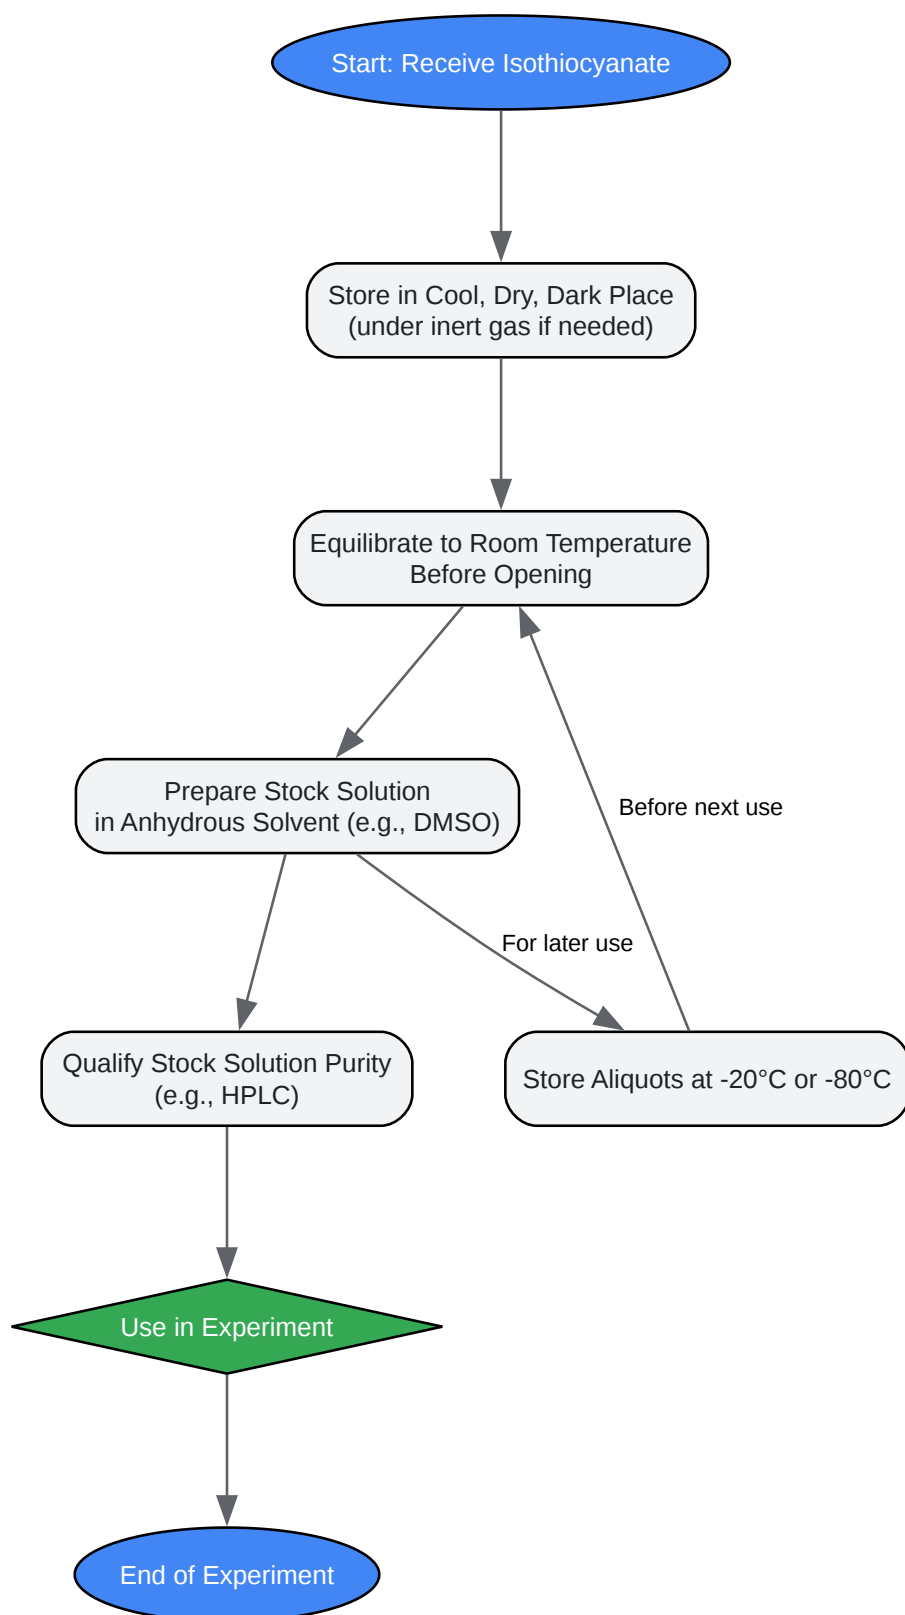 Start: Receive Isothiocyanate
Store in Cool, Dry, Dark Place
(under inert gas if needed)
Equilibrate to Room Temperature
Before Opening
Prepare Stock Solution
in Anhydrous Solvent (e.g., DMSO)
Before next use
For later use
Qualify Stock Solution Purity
(e.g., HPLC)
Store Aliquots at -20°C or -80°C
Use in Experiment
End of Experiment